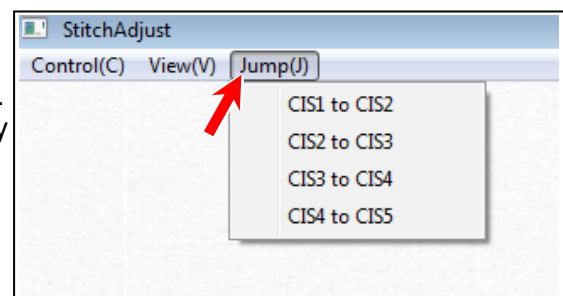 StitchAdjust
Control(C) View(V) Jump(J)
CIS1 to CIS2
CIS2 to CIS3
CIS3 to CIS4
CIS4 to CIS5